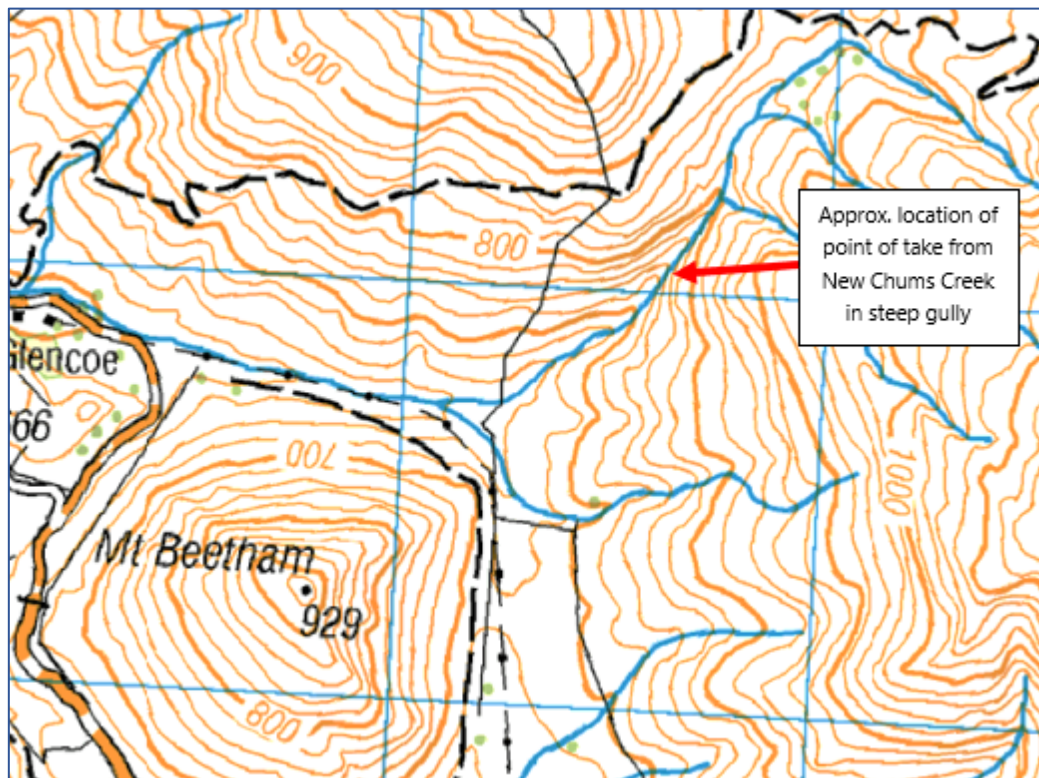 900
Approx. location of
point of take from
New Chums Creek
in steep gully
800
Glencoe
66
700
1000
Mt Beetham
929
800